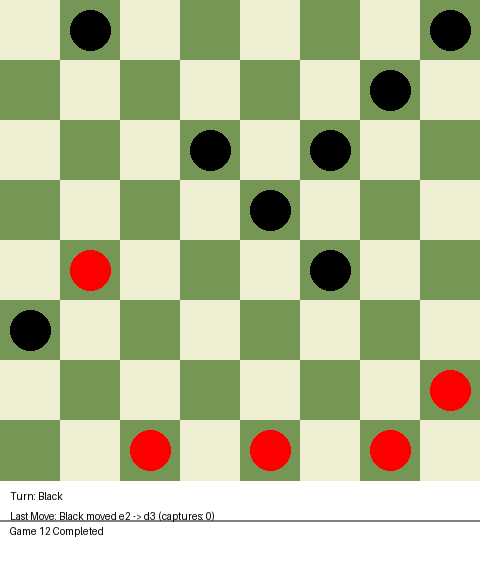 Turn: Black
Last Move: Black moved e2 -> d3 (captures: 0)
Game 12 Completed